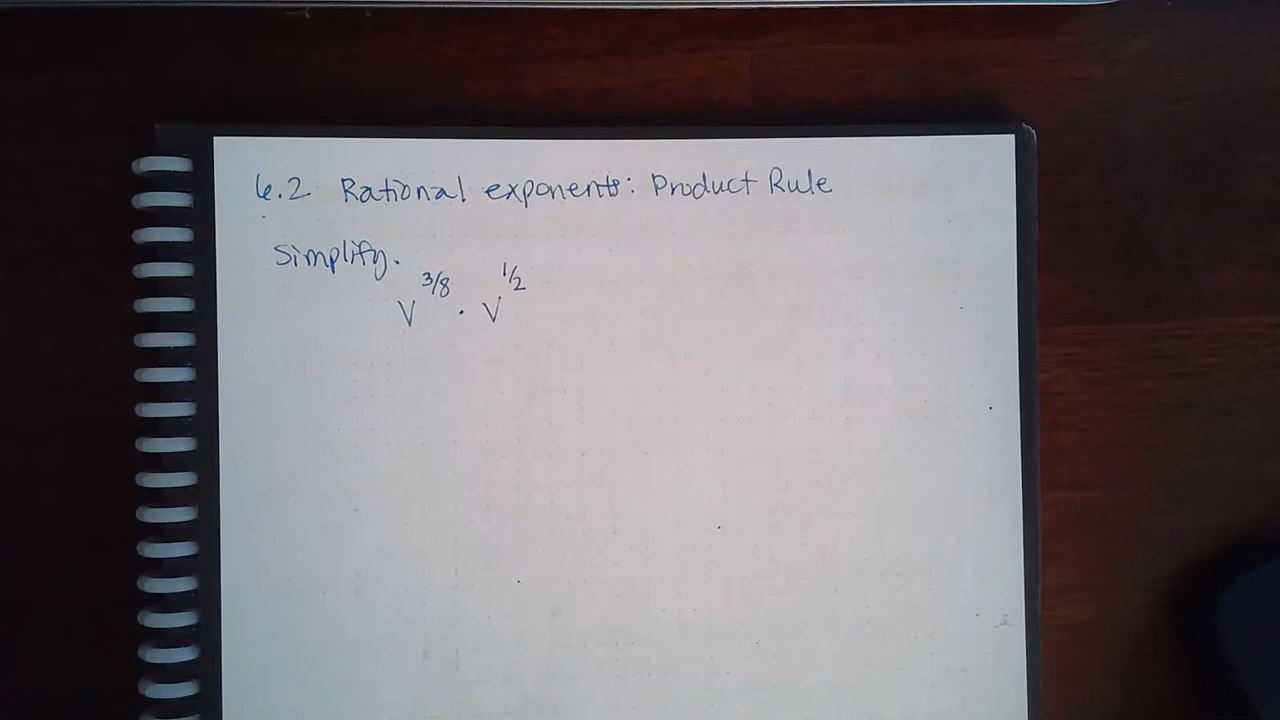 6.2 Rational exponents: Product Rule
Simplify.
V^3/8 · V^1/2